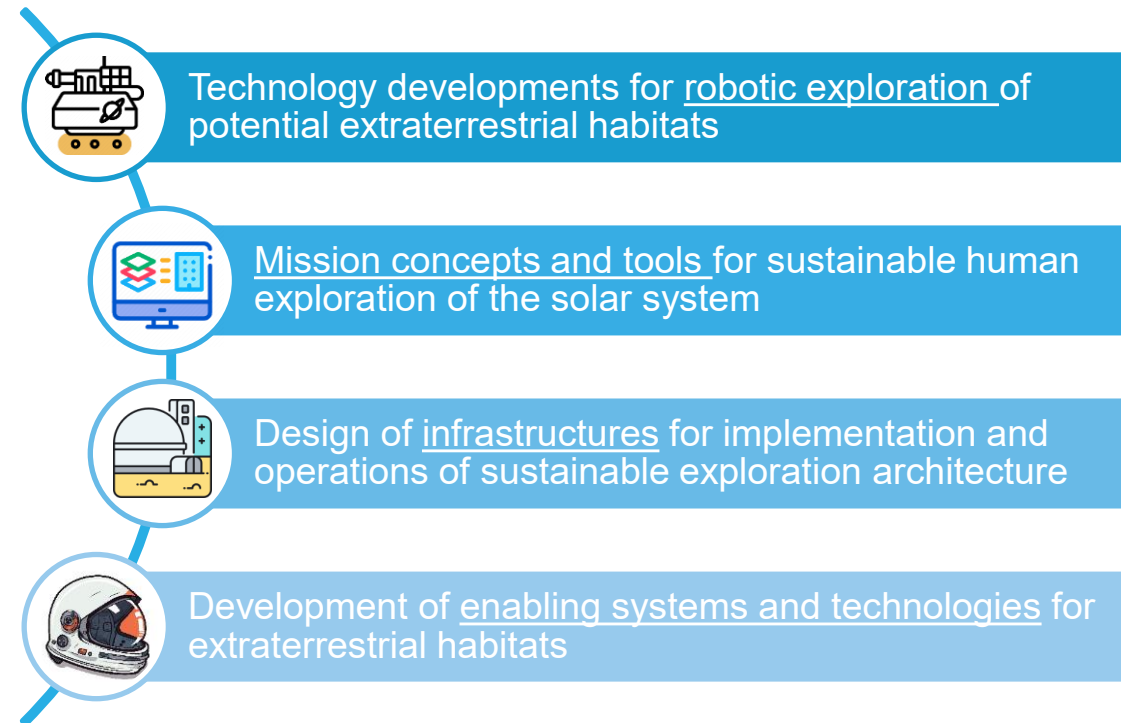 Technology developments for robotic exploration of
potential extraterrestrial habitats
Mission concepts and tools for sustainable human
exploration of the solar system
Design of infrastructures for implementation and
operations of sustainable exploration architecture
Development of enabling systems and technologies for
extraterrestrial habitats